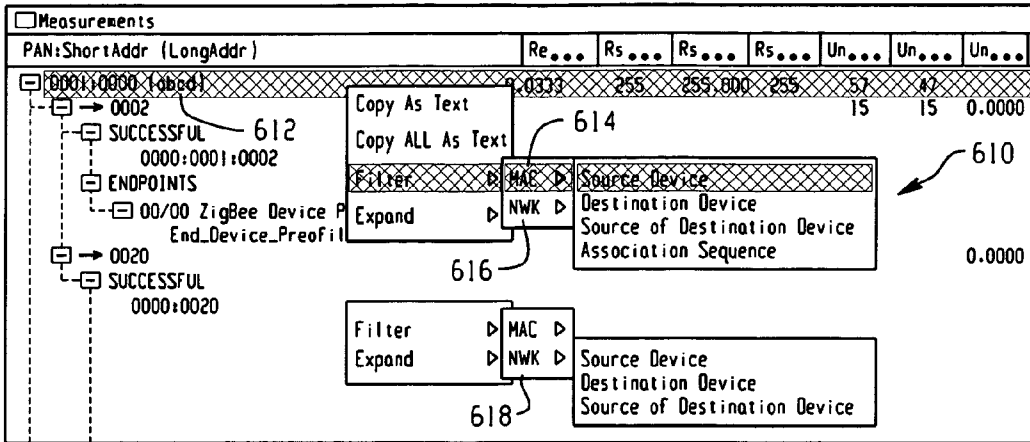 Measurements
PAN:ShortAddr (LongAddr) Re... Rs... Rs... Rs... Un... Un... Un...
0001:0000 (abcd) 0.0333 255 255.000 255 57 47
→ 0002 Copy As Text 15 15 0.0000
SUCCESSFUL 612 Copy ALL As Text 614
0000:0001:0002 610
ENDPOINTS Filter MAC Source Device
00/00 ZigBee Device P Expand NWK Destination Device
End_Device_Preofil Source of Destination Device
→ 0020 616 Association Sequence 0.0000
SUCCESSFUL
0000:0020
Filter MAC
Expand NWK Source Device
Destination Device
618 Source of Destination Device